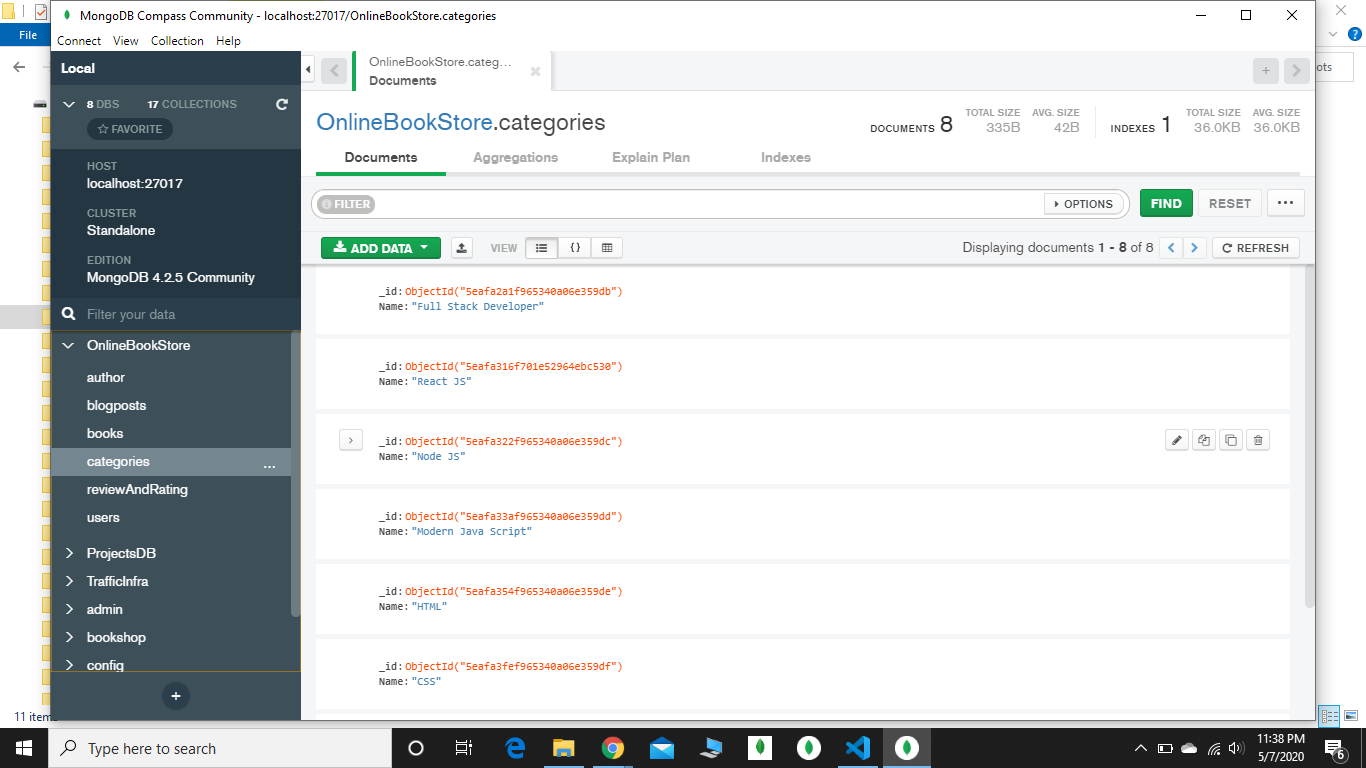 MongoDB Compass Community - localhost:27017/OnlineBookStore.categories
File
Connect View Collection Help
Local
OnlineBookStore.categ...
Documents
ots
8 DBS 17 COLLECTIONS
FAVORITE
OnlineBookStore.categories
DOCUMENTS 8 TOTAL SIZE 335B AVG. SIZE 42B INDEXES 1 TOTAL SIZE 36.0KB AVG. SIZE 36.0KB
Documents Aggregations Explain Plan Indexes
HOST
localhost:27017
CLUSTER
Standalone
EDITION
MongoDB 4.2.5 Community
FILTER OPTIONS FIND RESET ...
ADD DATA VIEW {} Displaying documents 1 - 8 of 8 REFRESH
Filter your data
OnlineBookStore
author
blogposts
books
categories ...
reviewAndRating
users
ProjectsDB
TrafficInfra
admin
bookshop
config
+
_id: ObjectId("5eafa2a1f965340a06e359db")
Name: "Full Stack Developer"
_id: ObjectId("5eafa316f701e52964ebc530")
Name: "React JS"
_id: ObjectId("5eafa322f965340a06e359dc")
Name: "Node JS"
_id: ObjectId("5eafa33af965340a06e359dd")
Name: "Modern Java Script"
_id: ObjectId("5eafa354f965340a06e359de")
Name: "HTML"
_id: ObjectId("5eafa3fef965340a06e359df")
Name: "CSS"
11 items
Type here to search
11:38 PM
5/7/2020
6